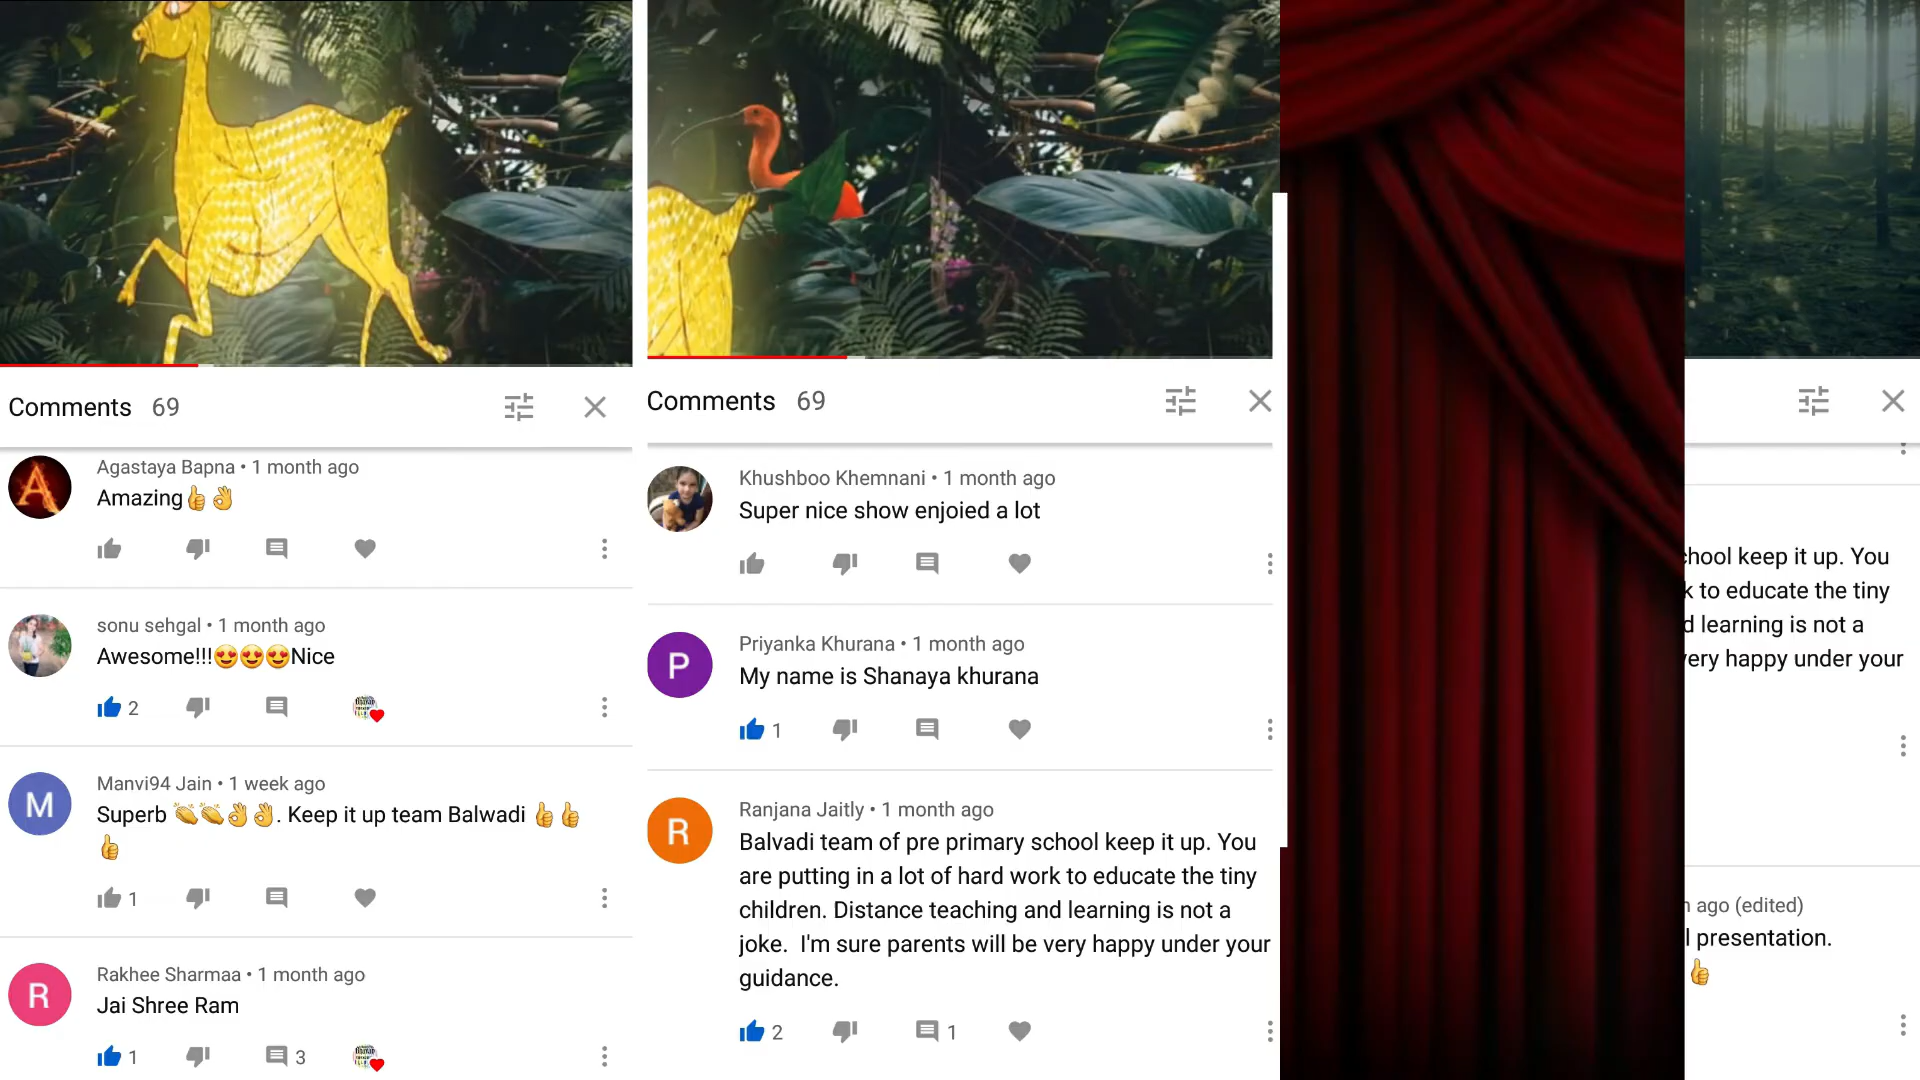 Comments 69
Agastaya Bapna • 1 month ago
Amazing👍👌
sonu sehgal • 1 month ago
Awesome!!!😍😍😍Nice
2
Manvi94 Jain • 1 week ago
Superb 👏👏👌👌. Keep it up team Balwadi 👍👍
👍
1
Rakhee Sharmaa • 1 month ago
Jai Shree Ram
1 3
Comments 69
Khushboo Khemnani • 1 month ago
Super nice show enjoied a lot
Priyanka Khurana • 1 month ago
My name is Shanaya khurana
1
Ranjana Jaitly • 1 month ago
Balvadi team of pre primary school keep it up. You
are putting in a lot of hard work to educate the tiny
children. Distance teaching and learning is not a
joke.  I'm sure parents will be very happy under your
guidance.
2 1
keep it up. You
to educate the tiny
learning is not a
happy under your
ago (edited)
presentation.
👍